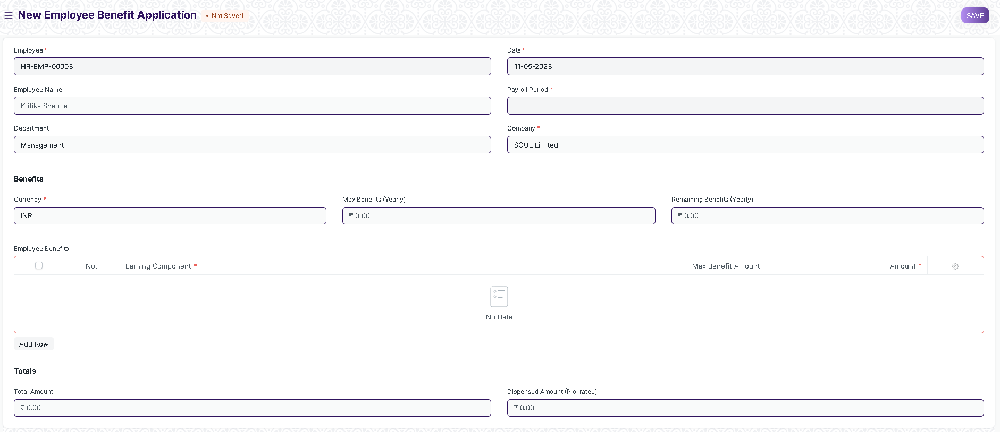 New Employee Benefit Application • Not Saved SAVE
Employee *
HR-EMP-00003
Date *
11-05-2023
Employee Name
Kritika Sharma
Payroll Period *
Department
Management
Company *
SOUL Limited
Benefits
Currency *
INR
Max Benefits (Yearly)
₹ 0.00
Remaining Benefits (Yearly)
₹ 0.00
Employee Benefits
No. Earning Component * Max Benefit Amount Amount *
No Data
Add Row
Totals
Total Amount
₹ 0.00
Dispensed Amount (Pro-rated)
₹ 0.00